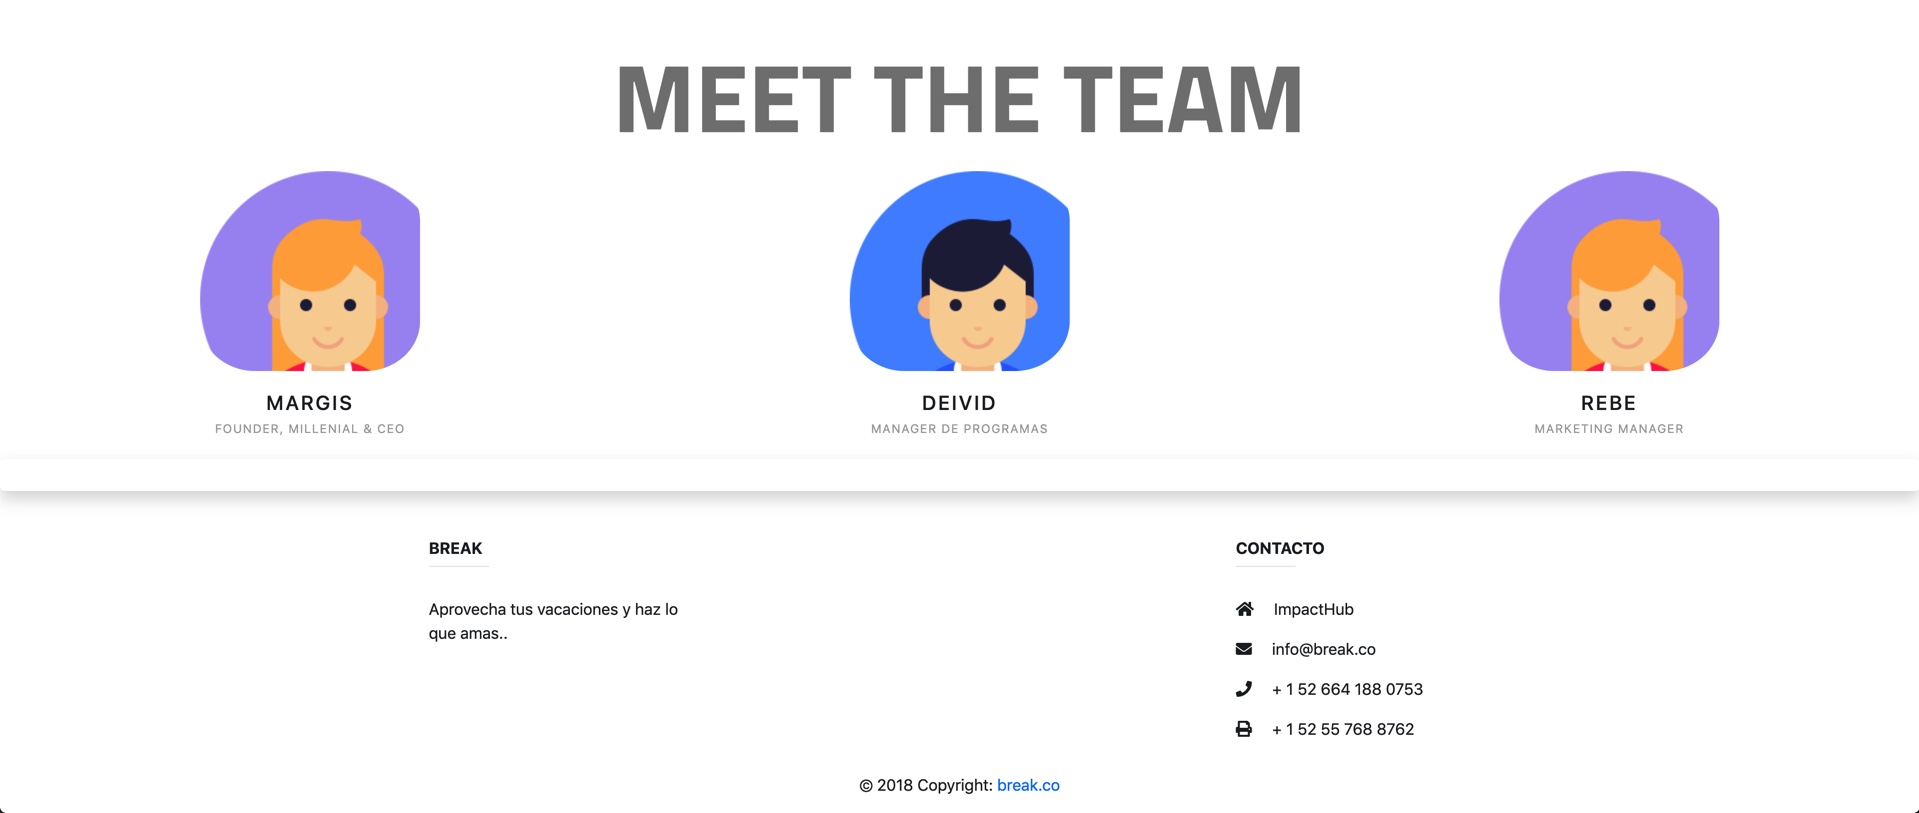 MEET THE TEAM
MARGIS
FOUNDER, MILLENIAL & CEO
DEIVID
MANAGER DE PROGRAMAS
REBE
MARKETING MANAGER
BREAK
Aprovecha tus vacaciones y haz lo
que amas..
CONTACTO
ImpactHub
info@break.co
+ 1 52 664 188 0753
+ 1 52 55 768 8762
© 2018 Copyright: break.co